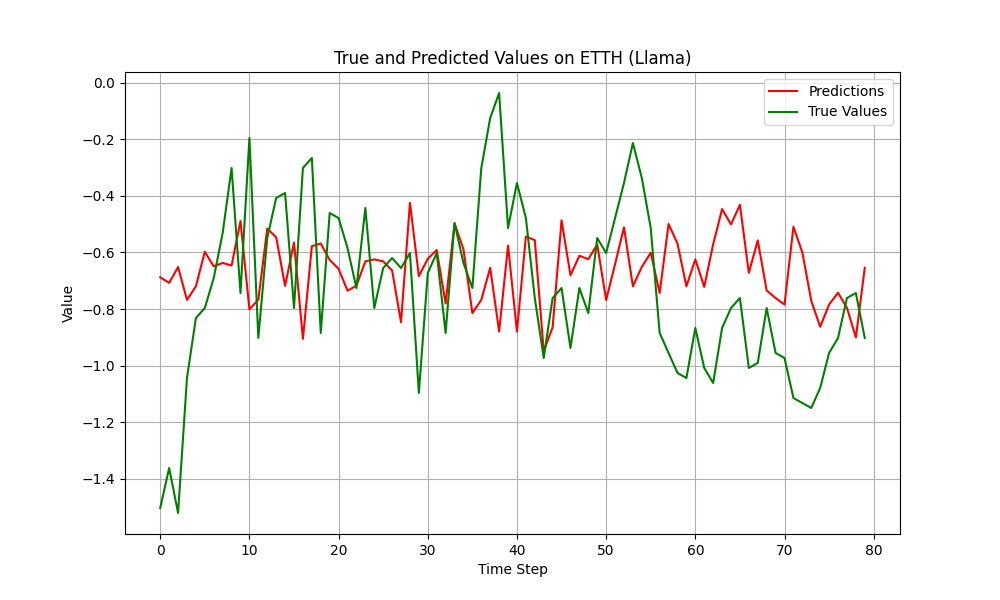 True and Predicted Values on ETTH (Llama)
Predictions
True Values
0.0
−0.2
−0.4
−0.6
−0.8
−1.0
−1.2
−1.4
Value
0 10 20 30 40 50 60 70 80
Time Step